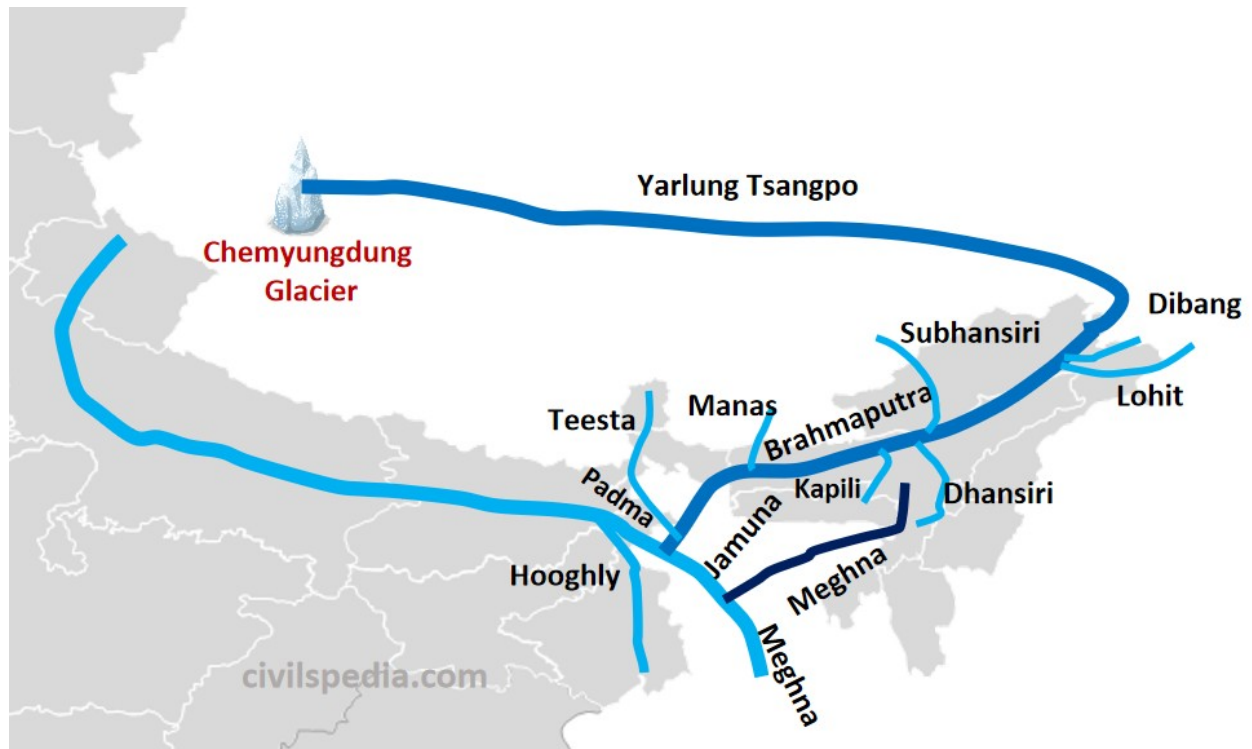 Yarlung Tsangpo
Chemyungdung
Glacier
Dibang
Subhansiri
Lohit
Teesta
Manas
Brahmaputra
Padma
Kapili
Dhansiri
Jamuna
Hooghly
Meghna
Meghna
civilspedia.com